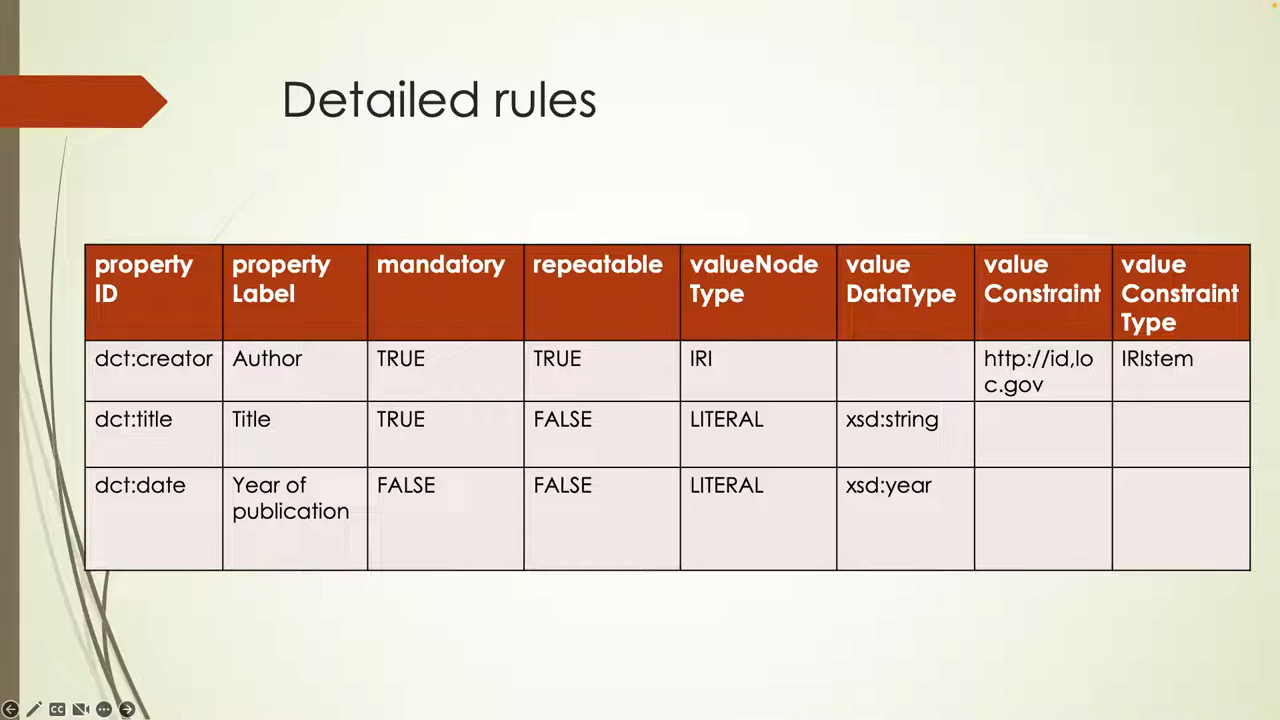 Detailed rules
property ID | property Label | mandatory | repeatable | valueNode Type | value DataType | value Constraint | value Constraint Type
dct:creator | Author | TRUE | TRUE | IRI | | http://id,loc.gov | IRIstem
dct:title | Title | TRUE | FALSE | LITERAL | xsd:string | |
dct:date | Year of publication | FALSE | FALSE | LITERAL | xsd:year | |
CC